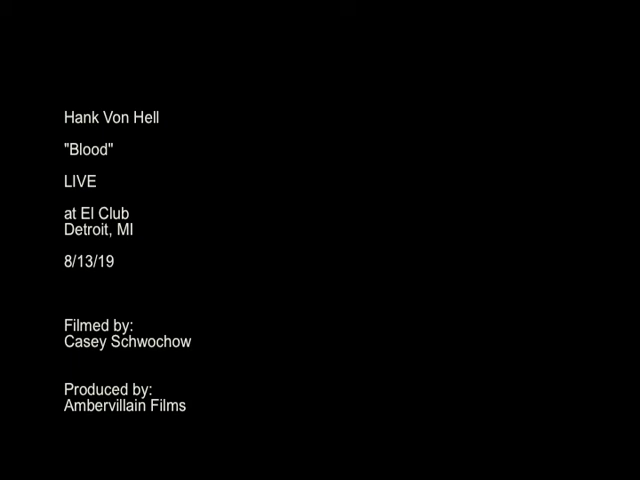 Hank Von Hell
"Blood"
LIVE
at El Club
Detroit, MI
8/13/19
Filmed by:
Casey Schwochow
Produced by:
Ambervillain Films